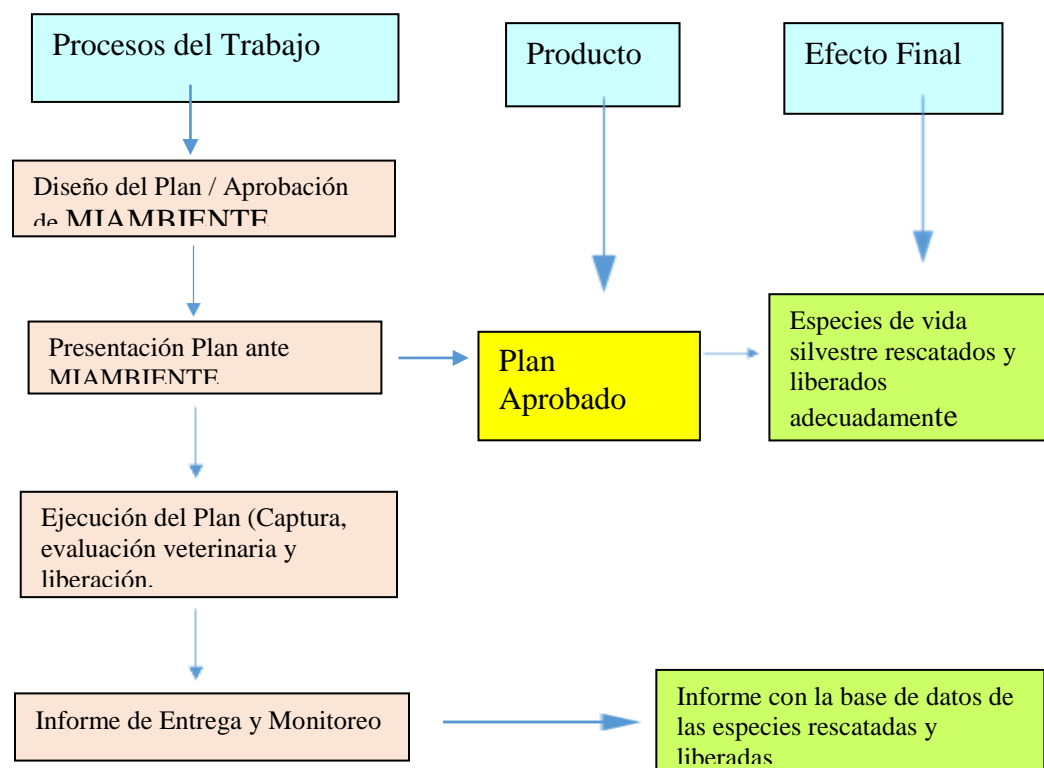 Procesos del Trabajo
Producto
Efecto Final
Diseño del Plan / Aprobación
de MIAMBIENTE
Presentación Plan ante
MIAMBIENTE
Plan
Aprobado
Especies de vida
silvestre rescatados y
liberados
adecuadamente
Ejecución del Plan (Captura,
evaluación veterinaria y
liberación.
Informe de Entrega y Monitoreo
Informe con la base de datos de
las especies rescatadas y
liberadas